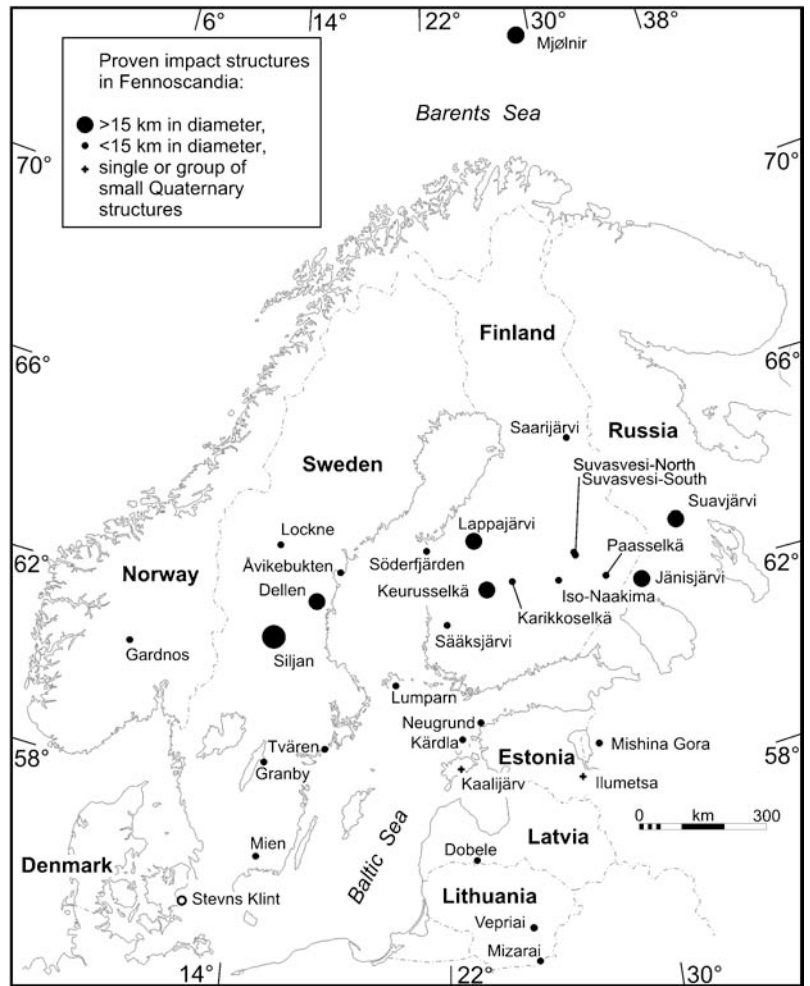 6° 14° 22 30° 38°
Proven impact structures
in Fennoscandia:
>15 km in diameter,
<15 km in diameter,
single or group of
small Quaternary
structures
Mjølnir
Barents Sea
70° 70°
Finland
66° 66°
Saarijärvi
Russia
Sweden
Suvasvesi-North
Suvasvesi-South
Suavjärvi
Lockne
Lappajärvi
Paasselkä
62° 62°
Åvikebukten
Söderfjärden
Norway
Dellen
Keurusselkä
Iso-Naakima
Jänisjärvi
Karikkoselkä
Gardnos
Siljan
Sääksjärvi
Lumparn
Neugrund
58° 58°
Tvären
Kärdla
Estonia
Mishina Gora
Granby
Kaalijärv
Ilumetsa
0 km 300
Baltic Sea
Latvia
Mien
Dobele
Denmark
Stevns Klint
Lithuania
Vepriai
Mizarai
14° 22° 30°